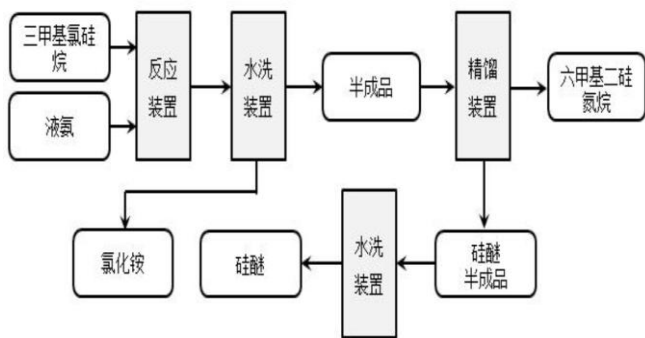 三甲基氯硅
烷
液氨
反应
装置
水洗
装置
半成品
精馏
装置
六甲基二硅
氮烷
氯化铵
硅醚
水洗
装置
硅醚
半成品